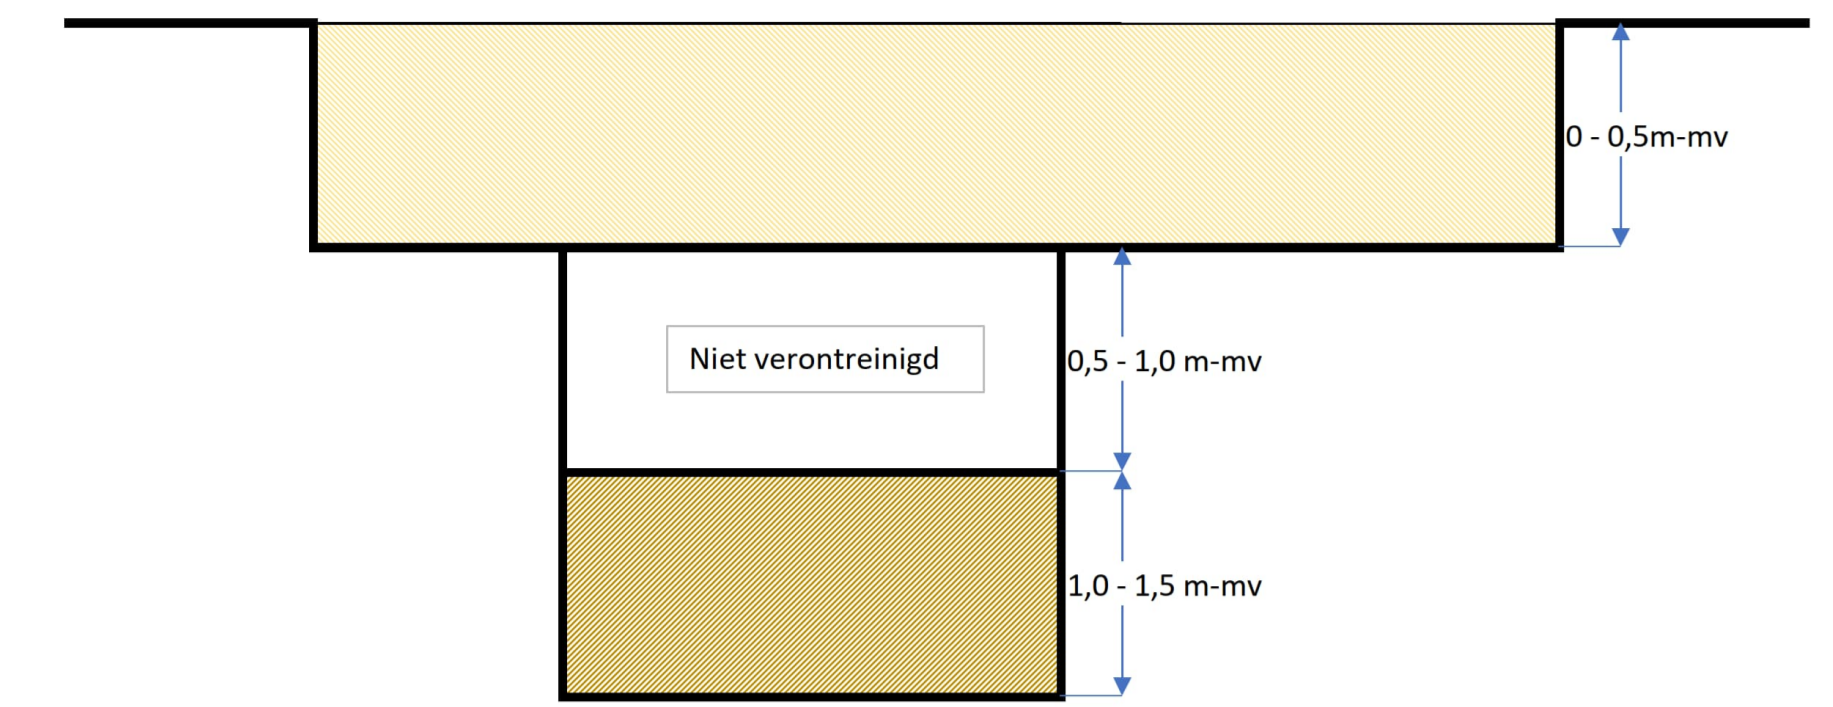 0 - 0,5m-mv
Niet verontreinigd
0,5 - 1,0 m-mv
1,0 - 1,5 m-mv